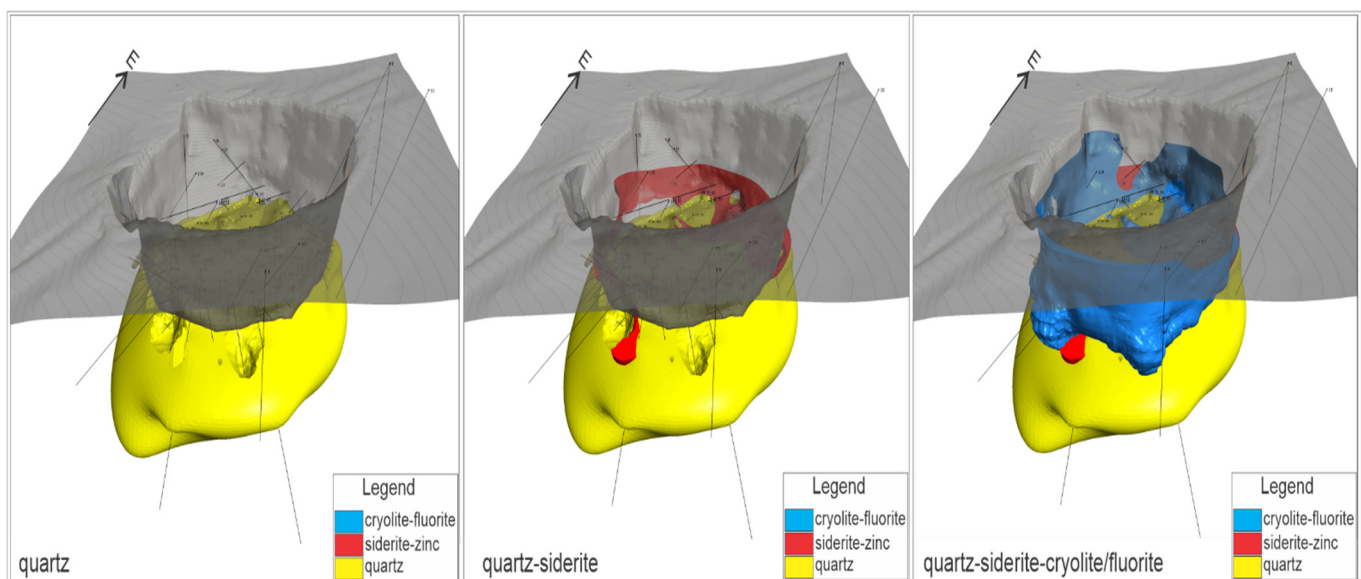 E
Legend
cryolite-fluorite
siderite-zinc
quartz
quartz
E
Legend
cryolite-fluorite
siderite-zinc
quartz
quartz-siderite
E
Legend
cryolite-fluorite
siderite-zinc
quartz
quartz-siderite-cryolite/fluorite